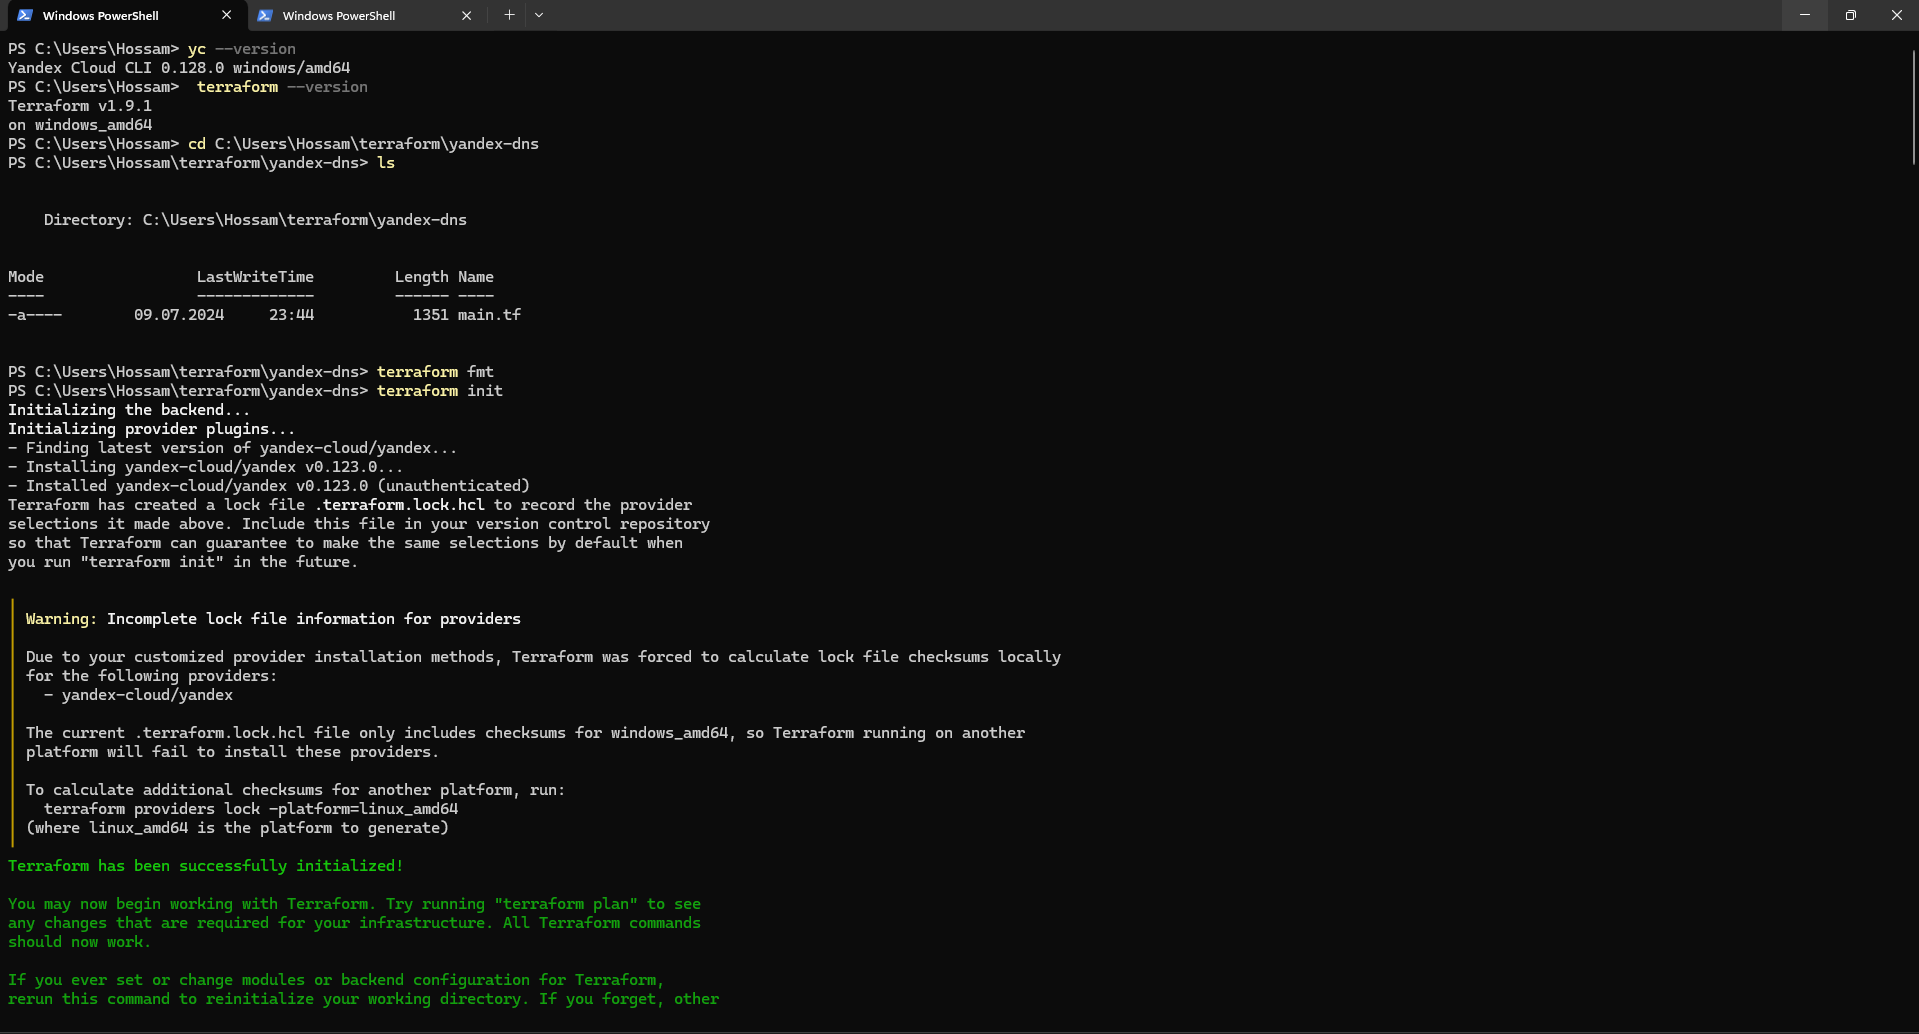 Windows PowerShell
Windows PowerShell
PS C:\Users\Hossam> yc --version
Yandex Cloud CLI 0.128.0 windows/amd64
PS C:\Users\Hossam>  terraform --version
Terraform v1.9.1
on windows_amd64
PS C:\Users\Hossam> cd C:\Users\Hossam\terraform\yandex-dns
PS C:\Users\Hossam\terraform\yandex-dns> ls
Directory: C:\Users\Hossam\terraform\yandex-dns
Mode                 LastWriteTime         Length Name
----                 -------------         ------ ----
-a----        09.07.2024     23:44           1351 main.tf
PS C:\Users\Hossam\terraform\yandex-dns> terraform fmt
PS C:\Users\Hossam\terraform\yandex-dns> terraform init
Initializing the backend...
Initializing provider plugins...
- Finding latest version of yandex-cloud/yandex...
- Installing yandex-cloud/yandex v0.123.0...
- Installed yandex-cloud/yandex v0.123.0 (unauthenticated)
Terraform has created a lock file .terraform.lock.hcl to record the provider
selections it made above. Include this file in your version control repository
so that Terraform can guarantee to make the same selections by default when
you run "terraform init" in the future.
Warning: Incomplete lock file information for providers
Due to your customized provider installation methods, Terraform was forced to calculate lock file checksums locally
for the following providers:
- yandex-cloud/yandex
The current .terraform.lock.hcl file only includes checksums for windows_amd64, so Terraform running on another
platform will fail to install these providers.
To calculate additional checksums for another platform, run:
terraform providers lock -platform=linux_amd64
(where linux_amd64 is the platform to generate)
Terraform has been successfully initialized!
You may now begin working with Terraform. Try running "terraform plan" to see
any changes that are required for your infrastructure. All Terraform commands
should now work.
If you ever set or change modules or backend configuration for Terraform,
rerun this command to reinitialize your working directory. If you forget, other